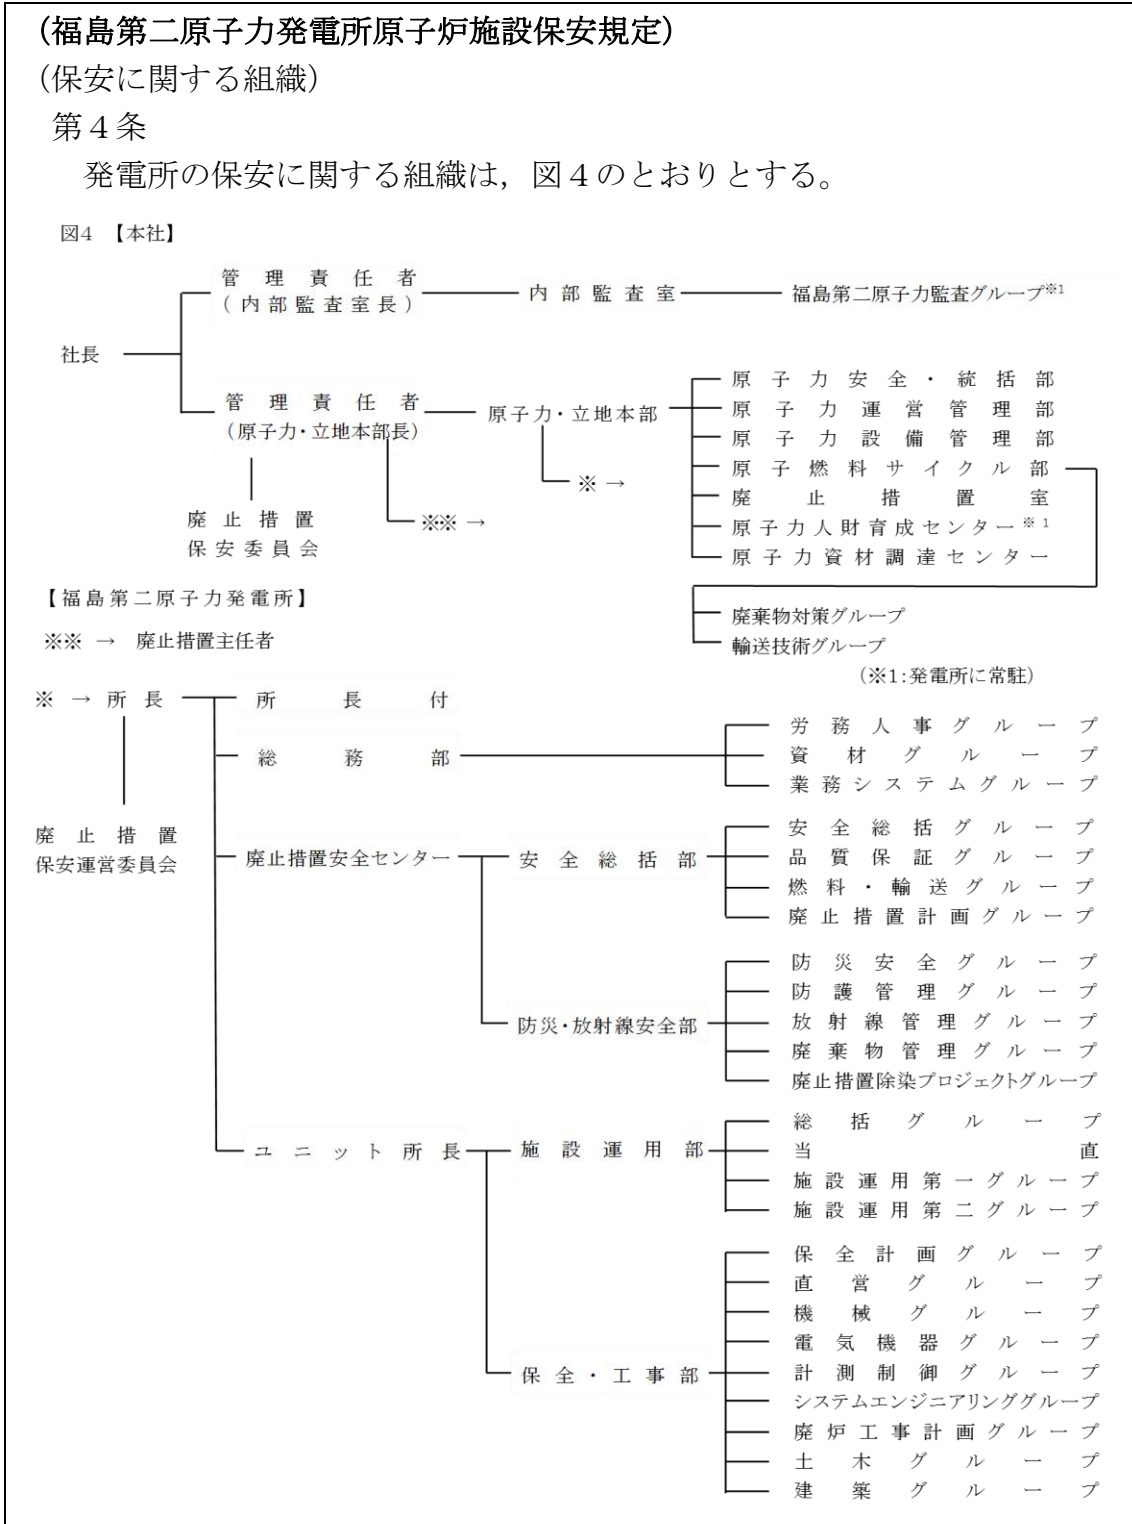 (福島第二原子力発電所原子炉施設保安規定)
(保安に関する組織)
第４条
発電所の保安に関する組織は，図４のとおりとする。
図4 【本社】
管理責任者
(内部監査室長)
内部監査室
福島第二原子力監査グループ※1
社長
管理責任者
(原子力・立地本部長)
原子力・立地本部
原子力安全・統括部
原子力運営管理部
原子力設備管理部
原子燃料サイクル部
廃止措置室
原子力人財育成センター※1
原子力資材調達センター
※ →
※※ →
廃止措置
保安委員会
廃棄物対策グループ
輸送技術グループ
(※1:発電所に常駐)
【福島第二原子力発電所】
※※ → 廃止措置主任者
※ → 所長
所長付
総務部
労務人事グループ
資材グループ
業務システムグループ
廃止措置
保安運営委員会
廃止措置安全センター
安全総括部
安全総括グループ
品質保証グループ
燃料・輸送グループ
廃止措置計画グループ
防災・放射線安全部
防災安全グループ
防護管理グループ
放射線管理グループ
廃棄物管理グループ
廃止措置除染プロジェクトグループ
ユニット所長
施設運用部
総括グループ
当直
施設運用第一グループ
施設運用第二グループ
保全・工事部
保全計画グループ
直営グループ
機械グループ
電気機器グループ
計測制御グループ
システムエンジニアリンググループ
廃炉工事計画グループ
土木グループ
建築グループ